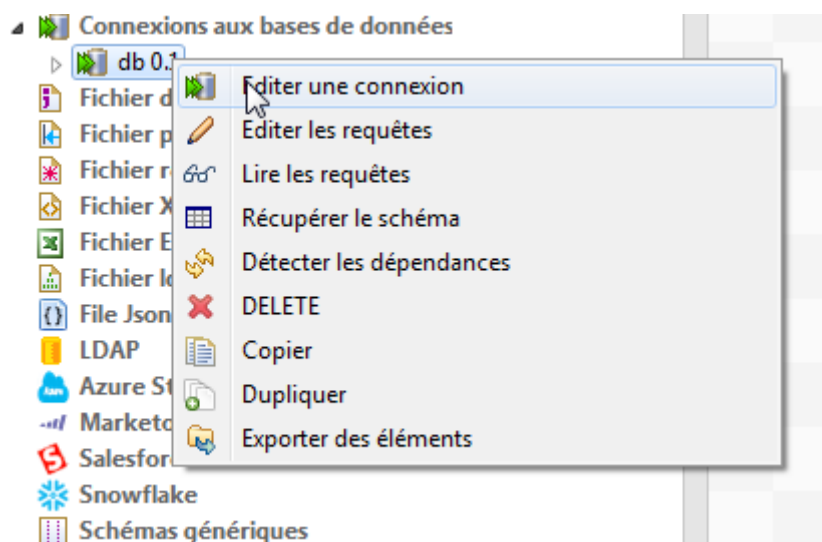 Connexions aux bases de données
db 0.1
Editer une connexion
Fichier d
Editer les requêtes
Fichier p
Lire les requêtes
Fichier r
Récupérer le schéma
Fichier X
Fichier E
Détecter les dépendances
Fichier lo
DELETE
File Json
Copier
LDAP
Dupliquer
Azure St
Marketo
Exporter des éléments
Salesfor
Snowflake
Schémas génériques